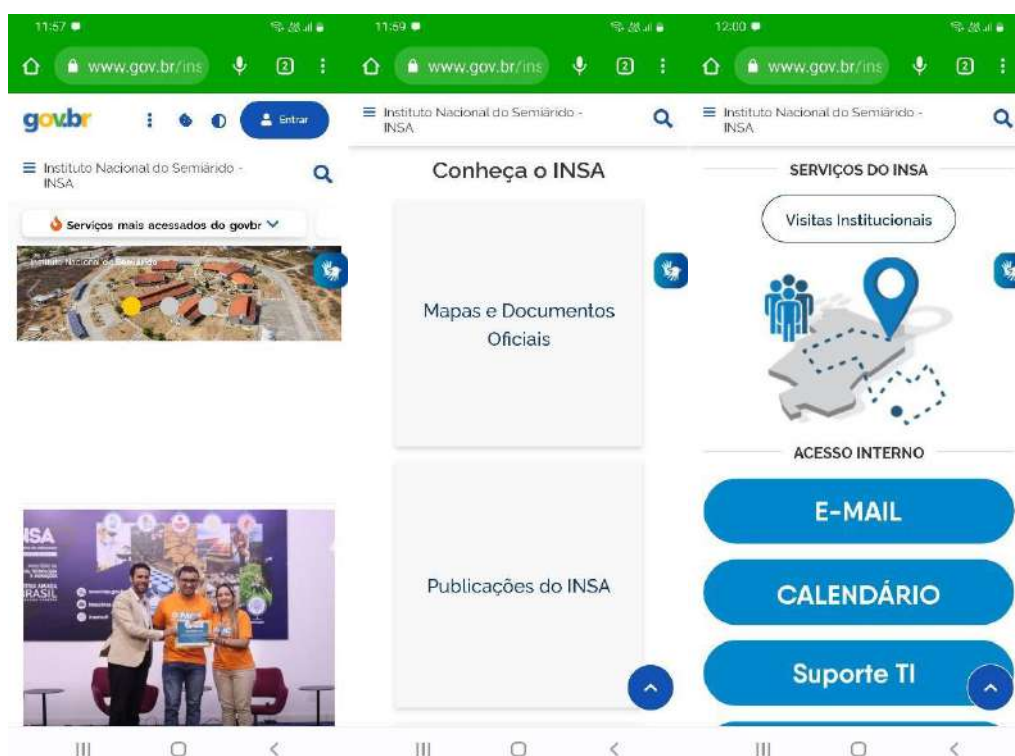 11:57
www.gov.br/ins
2
gov.br
Entrar
Instituto Nacional do Semiárido -
INSA
Serviços mais acessados do govbr
Instituto Nacional do Semiárido
INSA
BRASIL
11:59
www.gov.br/ins
2
Instituto Nacional do Semiárido -
INSA
Conheça o INSA
Mapas e Documentos
Oficiais
Publicações do INSA
12:00
www.gov.br/ins
2
Instituto Nacional do Semiárido -
INSA
SERVIÇOS DO INSA
Visitas Institucionais
ACESSO INTERNO
E-MAIL
CALENDÁRIO
Suporte TI